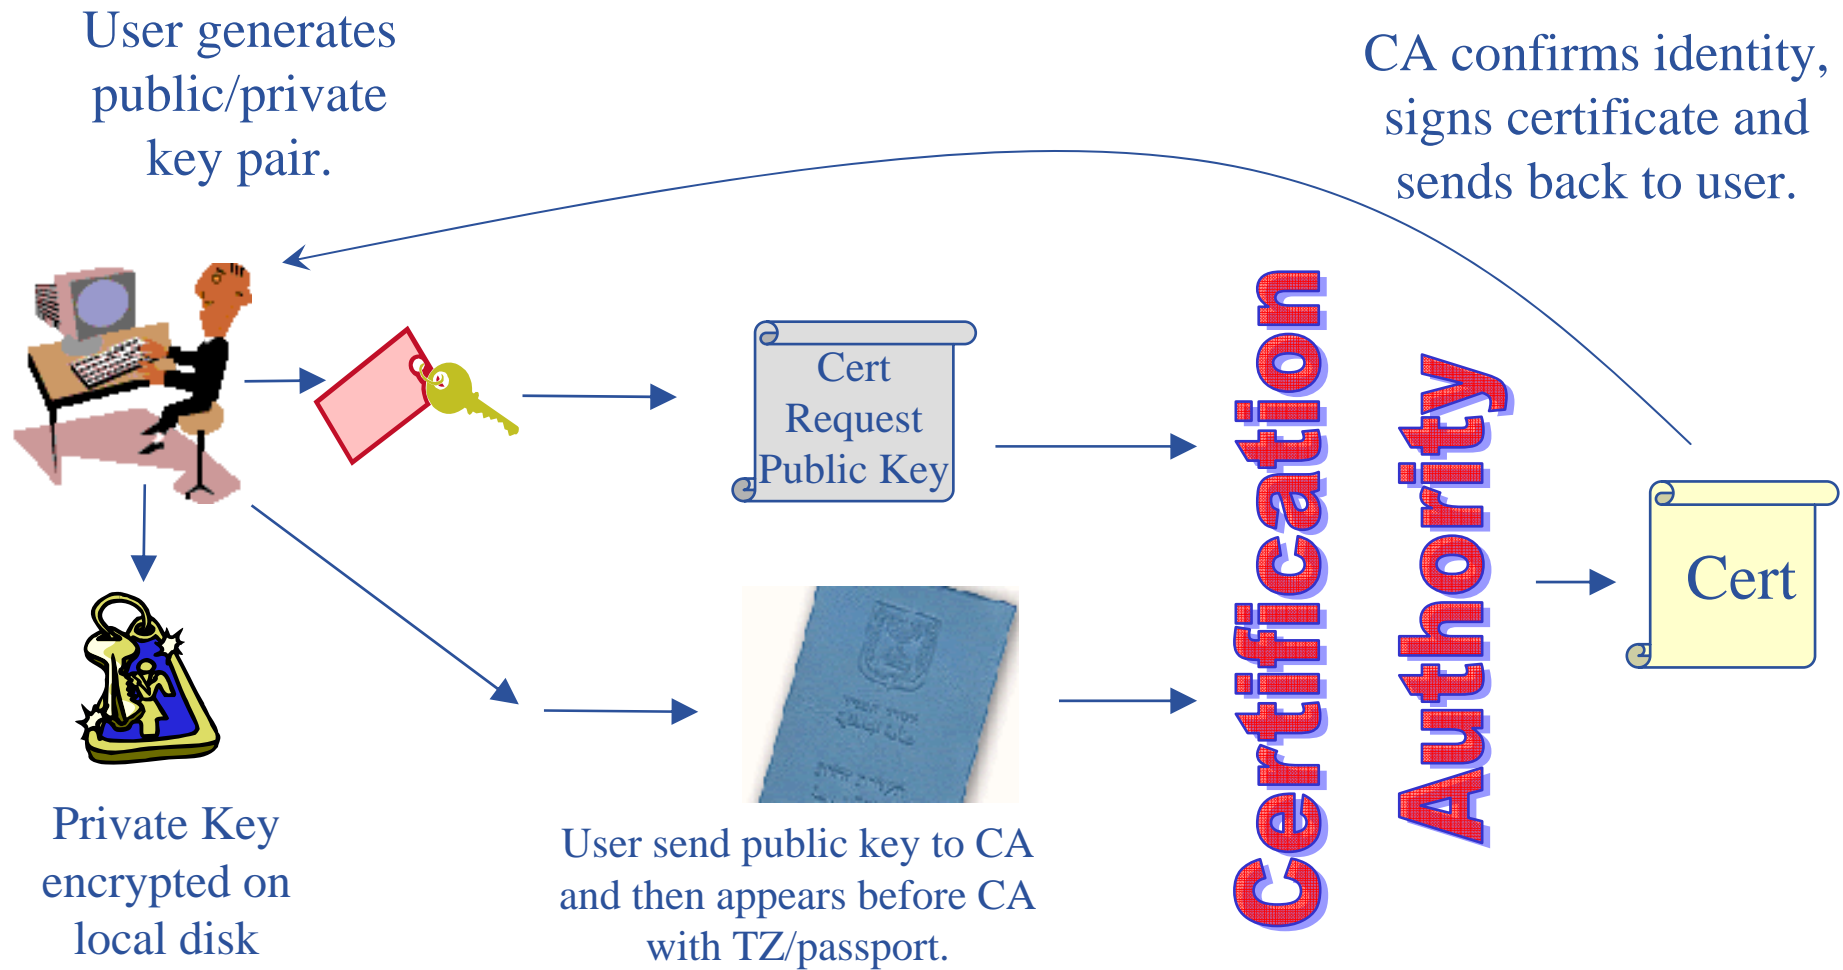 User generates
public/private
key pair.
CA confirms identity,
signs certificate and
sends back to user.
Cert
Request
Public Key
Certification
Authority
Cert
Private Key
encrypted on
local disk
User send public key to CA
and then appears before CA
with TZ/passport.